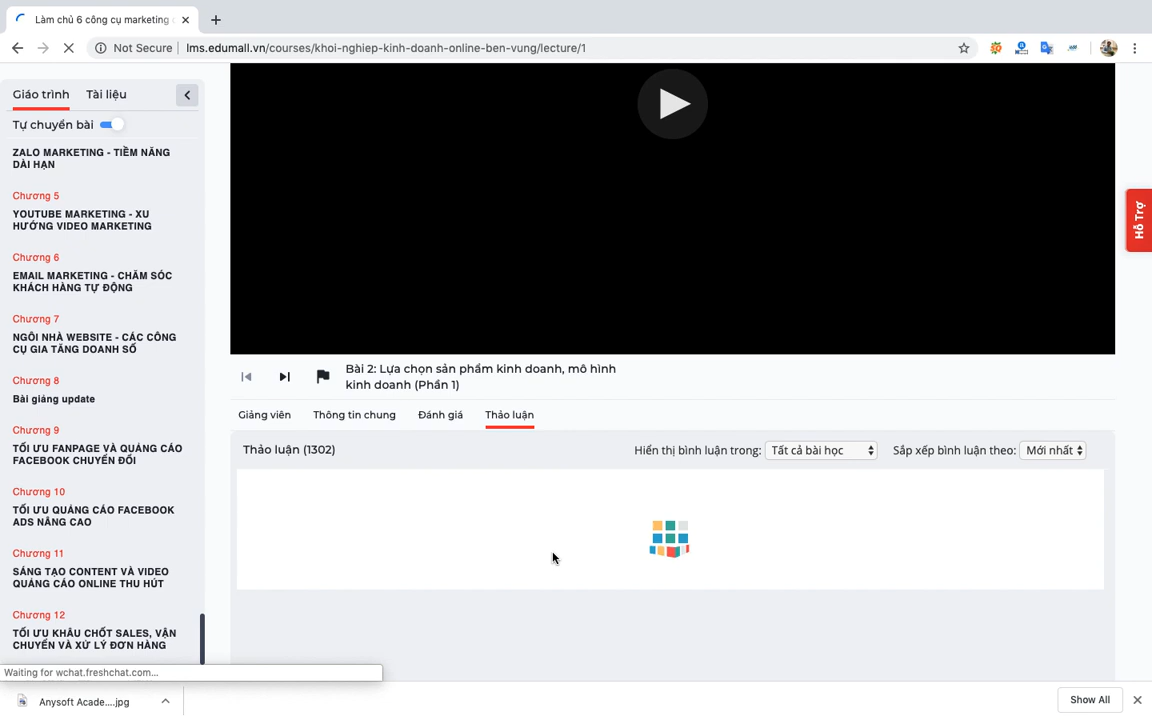 Làm chủ 6 công cụ marketing
Not Secure
lms.edumall.vn/courses/khoi-nghiep-kinh-doanh-online-ben-vung/lecture/1
Giáo trình
Tài liệu
Tự chuyển bài
ZALO MARKETING - TIỀM NĂNG
DÀI HẠN
Chương 5
YOUTUBE MARKETING - XU
HƯỚNG VIDEO MARKETING
Chương 6
EMAIL MARKETING - CHĂM SÓC
KHÁCH HÀNG TỰ ĐỘNG
Chương 7
NGÔI NHÀ WEBSITE - CÁC CÔNG
CỤ GIA TĂNG DOANH SỐ
Chương 8
Bài giảng update
Chương 9
TỐI ƯU FANPAGE VÀ QUẢNG CÁO
FACEBOOK CHUYỂN ĐỔI
Chương 10
TỐI ƯU QUẢNG CÁO FACEBOOK
ADS NÂNG CAO
Chương 11
SÁNG TẠO CONTENT VÀ VIDEO
QUẢNG CÁO ONLINE THU HÚT
Chương 12
TỐI ƯU KHÂU CHỐT SALES, VẬN
CHUYỂN VÀ XỬ LÝ ĐƠN HÀNG
Hỗ Trợ
Bài 2: Lựa chọn sản phẩm kinh doanh, mô hình
kinh doanh (Phần 1)
Giảng viên
Thông tin chung
Đánh giá
Thảo luận
Thảo luận (1302)
Hiển thị bình luận trong:
Tất cả bài học
Sắp xếp bình luận theo:
Mới nhất
Waiting for wchat.freshchat.com...
Anysoft Acade....jpg
Show All